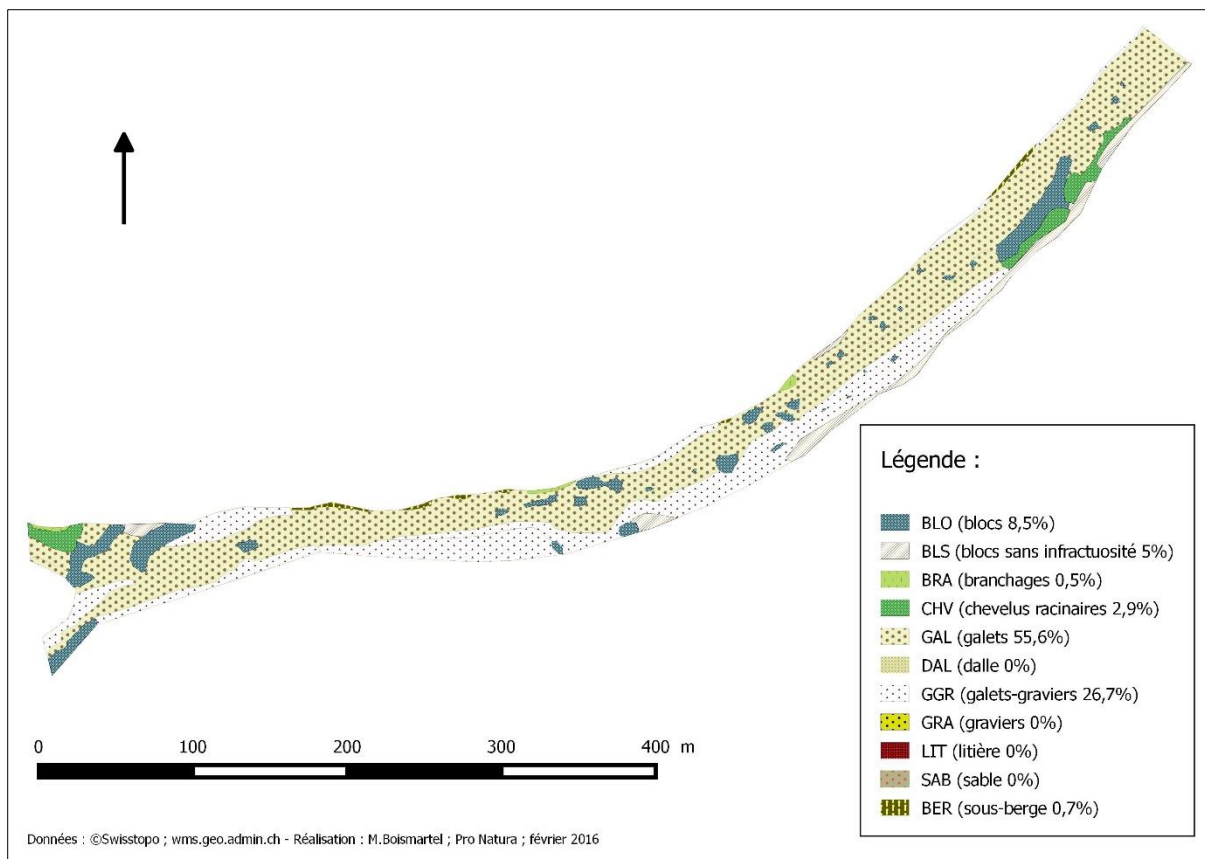 Légende :
BLO (blocs 8,5%)
BLS (blocs sans infractuosité 5%)
BRA (branchages 0,5%)
CHV (chevelus racinaires 2,9%)
GAL (galets 55,6%)
DAL (dalle 0%)
GGR (galets-graviers 26,7%)
GRA (graviers 0%)
LIT (litière 0%)
SAB (sable 0%)
BER (sous-berge 0,7%)
0 100 200 300 400 m
Données : ©Swisstopo ; wms.geo.admin.ch - Réalisation : M.Boismartel ; Pro Natura ; février 2016